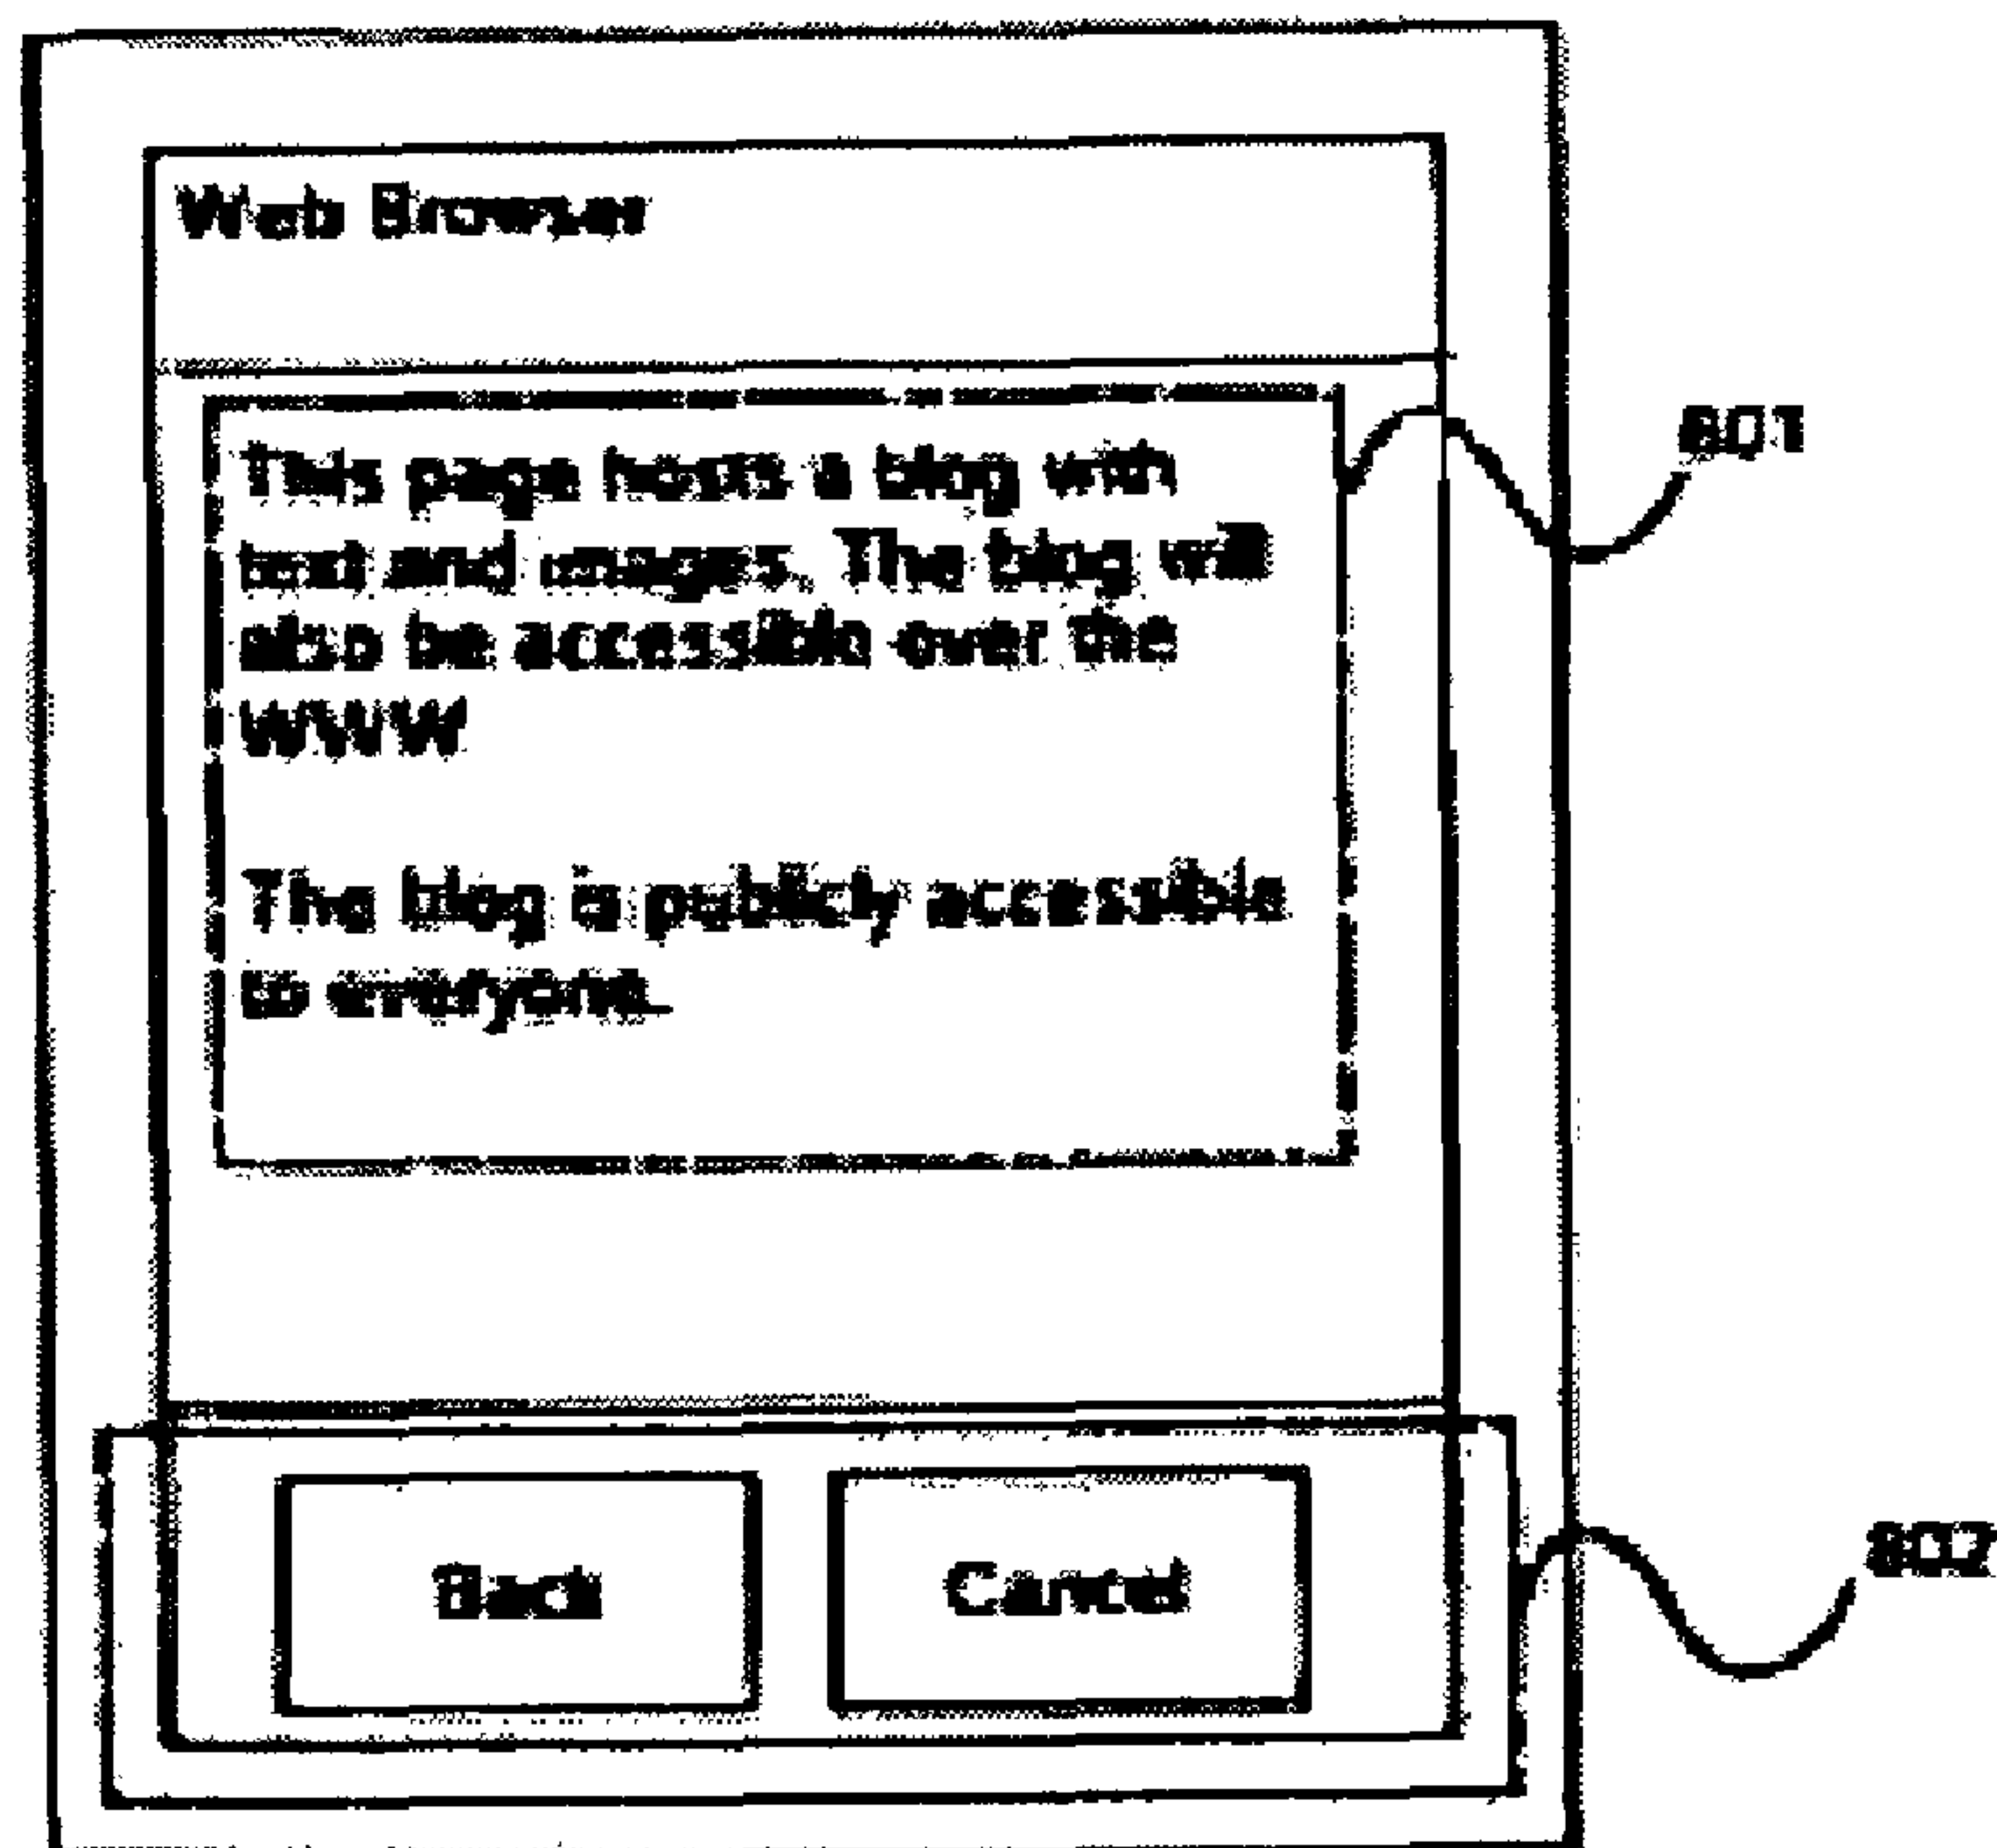 Web Browser
This page hosts a blog with
text and images. The blog will
also be accessible over the
WWW
The blog is publicly accessible
to everyone.
Back
Cancel
801
802